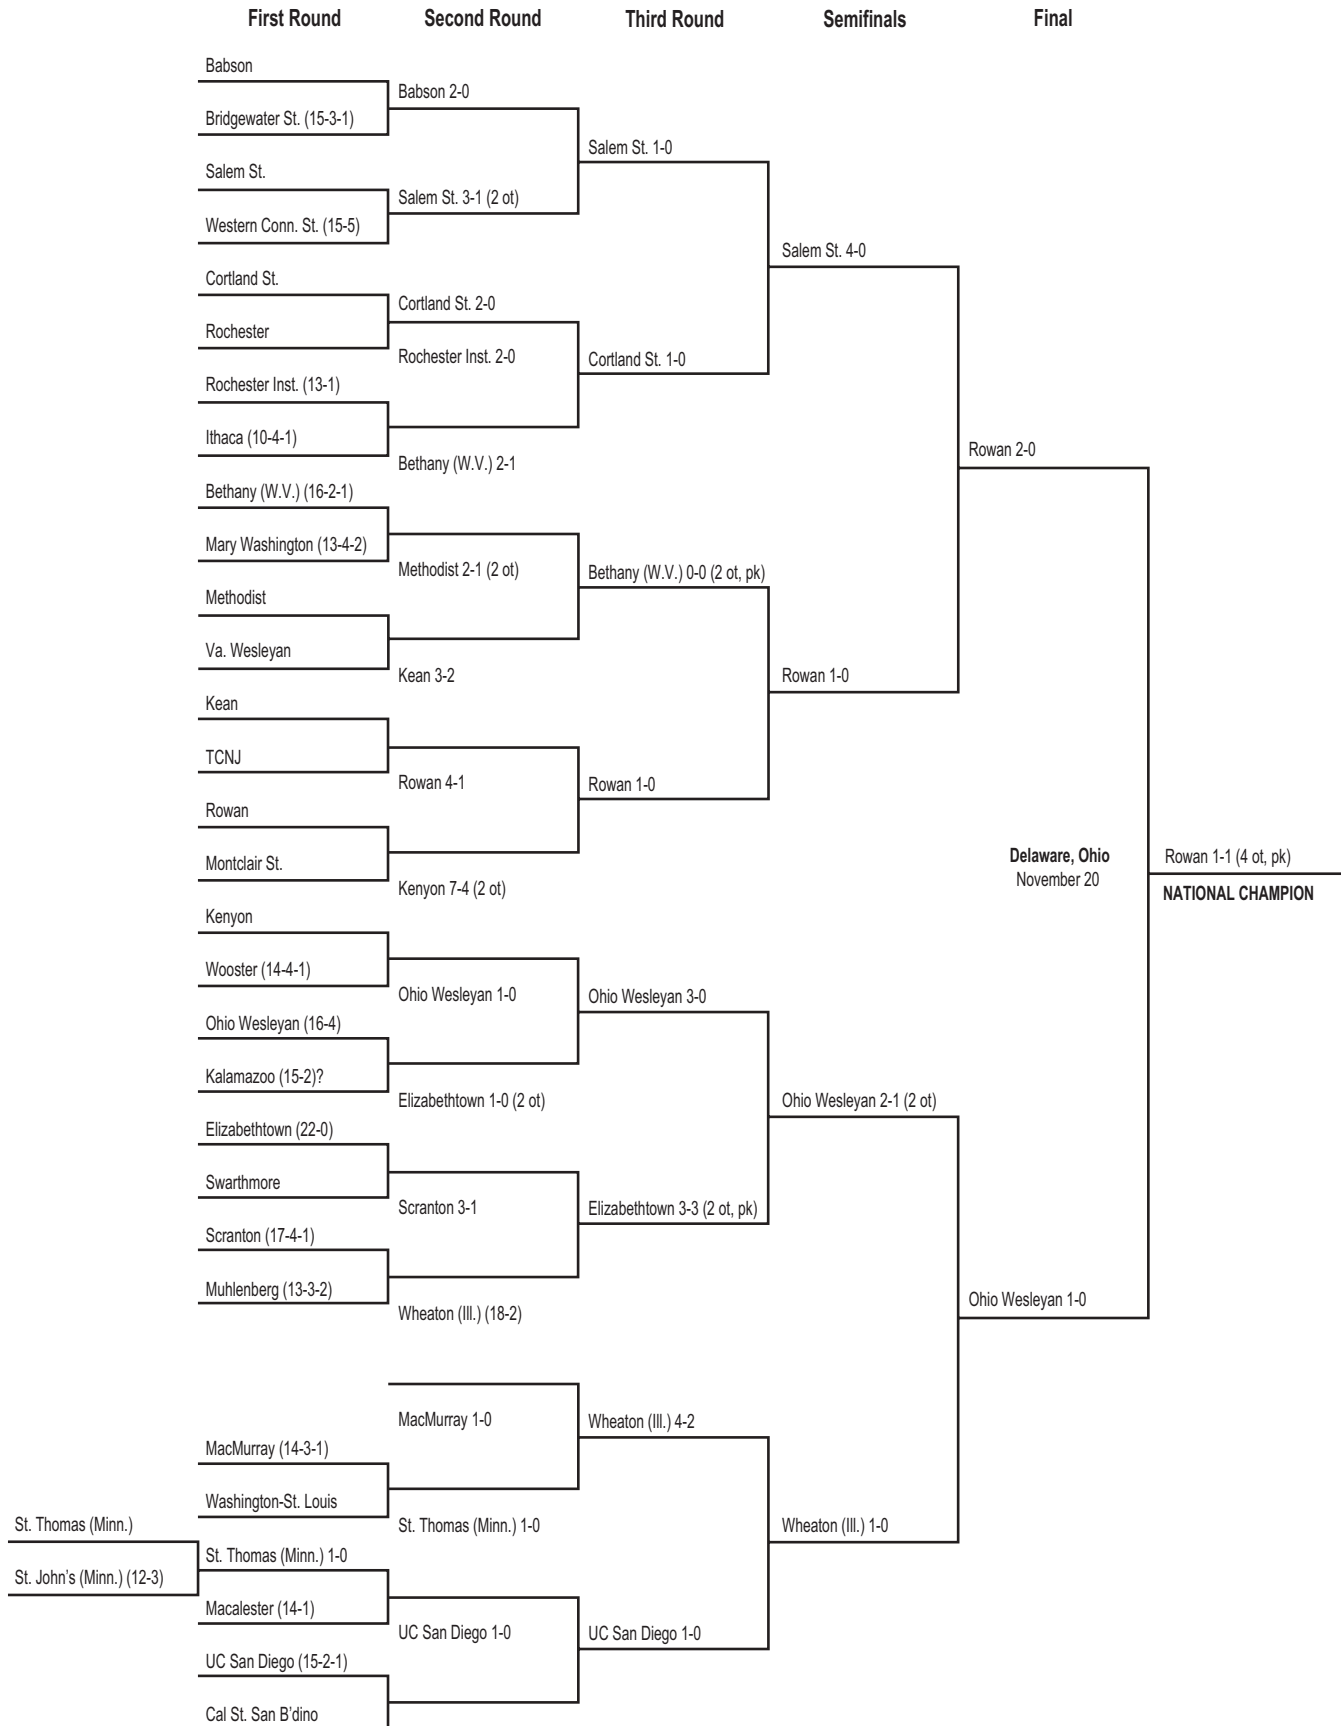 First Round
Second Round
Third Round
Semifinals
Final
Babson
Bridgewater St. (15-3-1)
Salem St.
Western Conn. St. (15-5)
Cortland St.
Rochester
Rochester Inst. (13-1)
Ithaca (10-4-1)
Bethany (W.V.) (16-2-1)
Mary Washington (13-4-2)
Methodist
Va. Wesleyan
Kean
TCNJ
Rowan
Montclair St.
Kenyon
Wooster (14-4-1)
Ohio Wesleyan (16-4)
Kalamazoo (15-2)?
Elizabethtown (22-0)
Swarthmore
Scranton (17-4-1)
Muhlenberg (13-3-2)
MacMurray (14-3-1)
Washington-St. Louis
St. Thomas (Minn.)
St. John's (Minn.) (12-3)
St. Thomas (Minn.) 1-0
Macalester (14-1)
UC San Diego (15-2-1)
Cal St. San B'dino
Babson 2-0
Salem St. 3-1 (2 ot)
Cortland St. 2-0
Rochester Inst. 2-0
Bethany (W.V.) 2-1
Methodist 2-1 (2 ot)
Kean 3-2
Rowan 4-1
Kenyon 7-4 (2 ot)
Ohio Wesleyan 1-0
Elizabethtown 1-0 (2 ot)
Scranton 3-1
Wheaton (Ill.) (18-2)
MacMurray 1-0
St. Thomas (Minn.) 1-0
UC San Diego 1-0
Salem St. 1-0
Cortland St. 1-0
Bethany (W.V.) 0-0 (2 ot, pk)
Rowan 1-0
Ohio Wesleyan 3-0
Elizabethtown 3-3 (2 ot, pk)
Wheaton (Ill.) 4-2
UC San Diego 1-0
Salem St. 4-0
Rowan 1-0
Ohio Wesleyan 2-1 (2 ot)
Wheaton (Ill.) 1-0
Rowan 2-0
Ohio Wesleyan 1-0
Delaware, Ohio
November 20
Rowan 1-1 (4 ot, pk)
NATIONAL CHAMPION